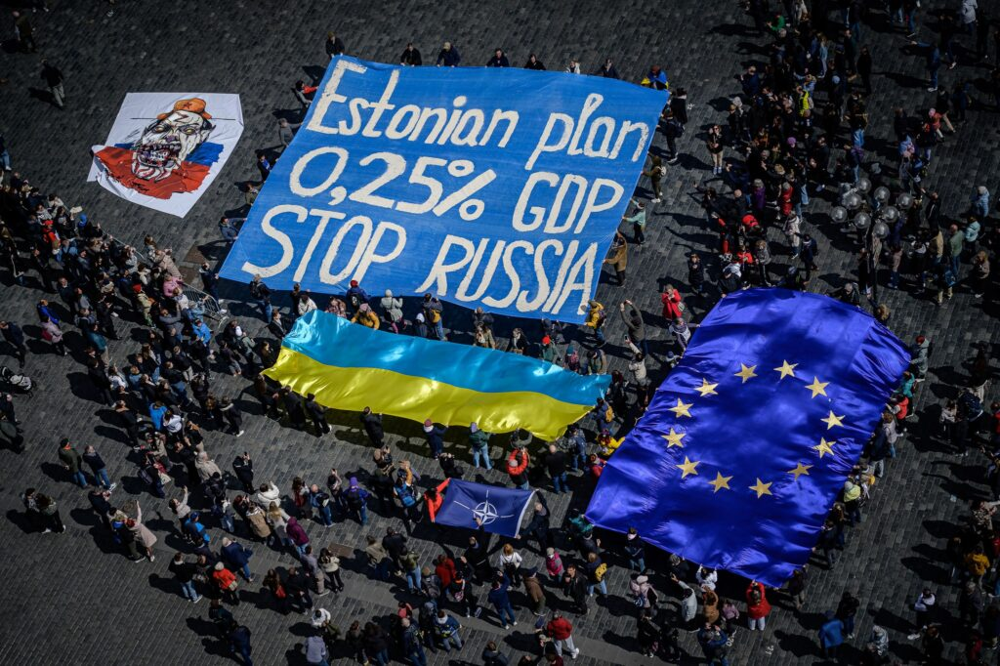 Estonian plan
0,25% GDP
STOP RUSSIA